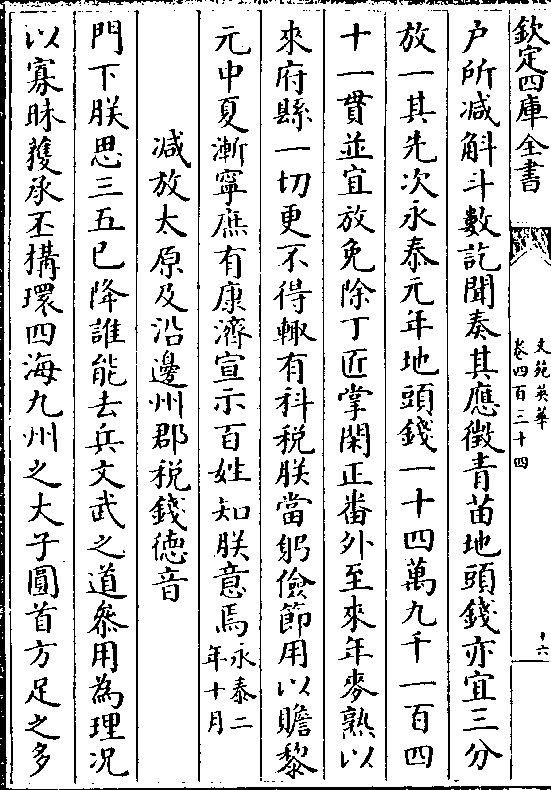 欽定四庫全書
文苑英華
卷四百三十四
十六
户所减斛斗數訖聞奏其應徵青苗地頭錢亦宜三分
放一其先次永泰元年地頭錢一十四萬九千一百四
十一貫並宜放免除丁匠掌閑正番外至來年麥熟以
來府縣一切更不得輙有科税朕當躬儉節用以贍黎
元中夏漸寧庶有康濟宣示百姓知朕意焉永泰二
年十月
减放太原及沿邊州郡税錢徳音
門下朕思三五已降誰能去兵文武之道叅用為理况
以寡昧獲承丕構環四海九州之大子圓首方足之多